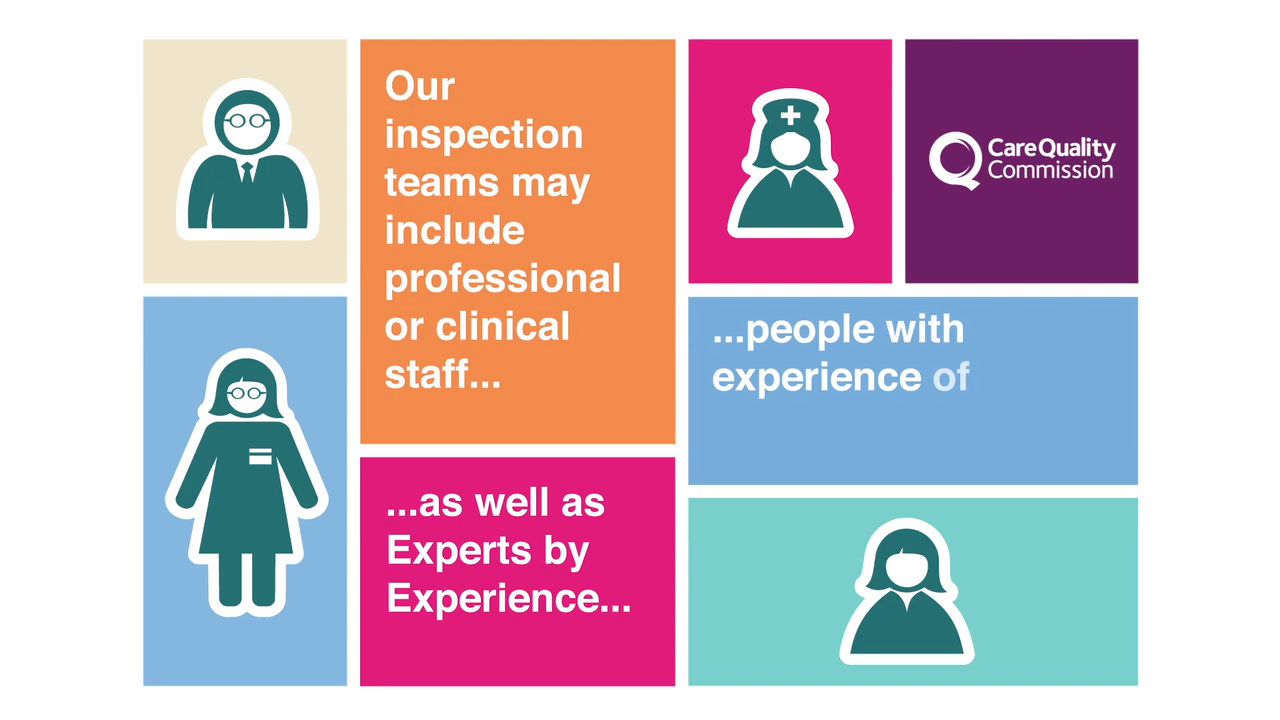 Our
inspection
teams may
include
professional
or clinical
staff...
...as well as
Experts by
Experience...
CareQuality
Commission
...people with
experience of